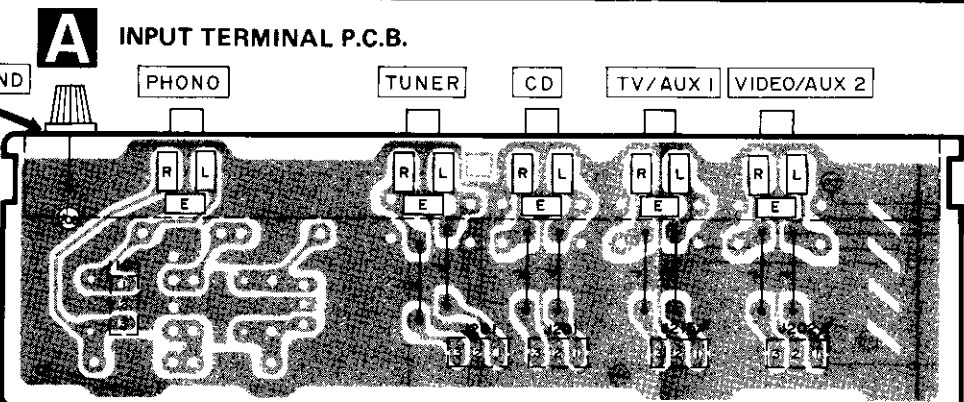 A INPUT TERMINAL P.C.B.
ND
PHONO
TUNER
CD
TV/AUX 1
VIDEO/AUX 2
R L
R L
R L
R L
R L
E
E
E
E
E